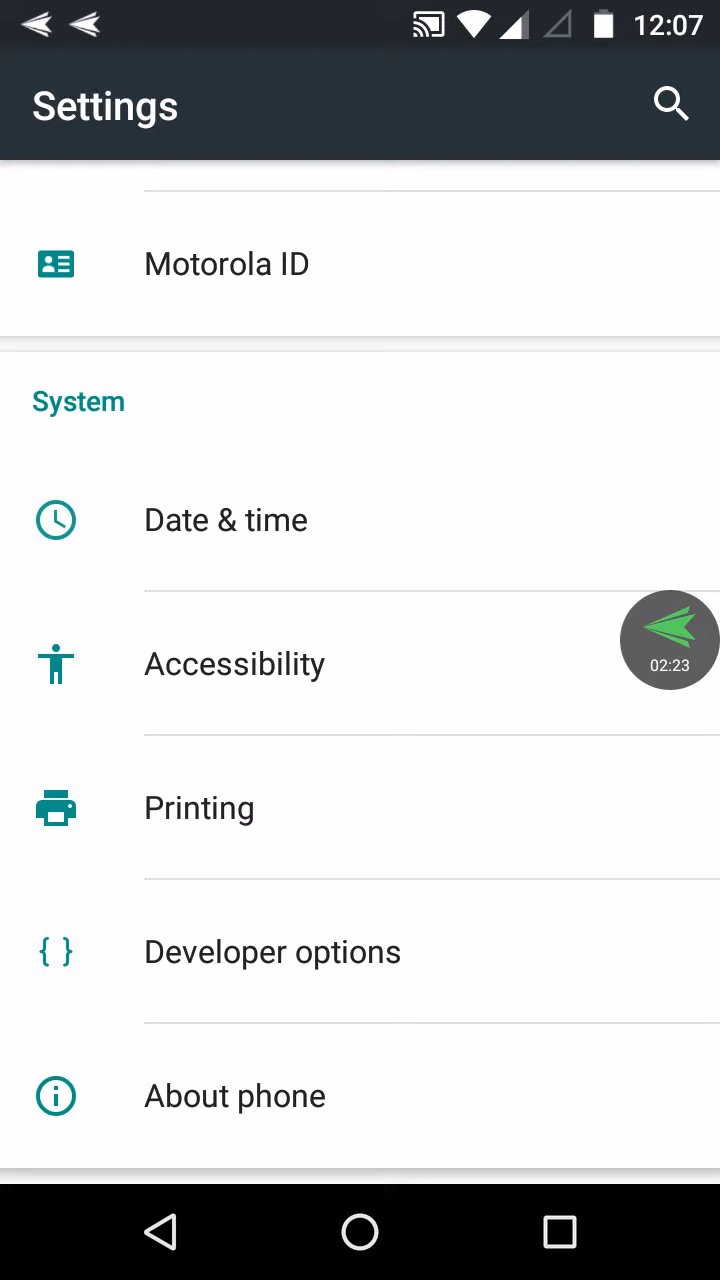 12:07
Settings
Motorola ID
System
Date & time
Accessibility
02:23
Printing
Developer options
About phone